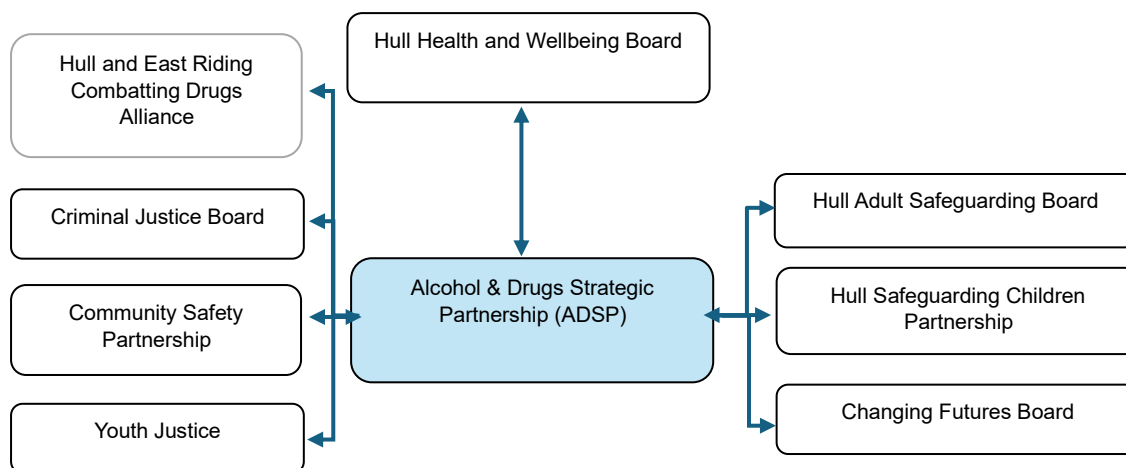 Hull and East Riding
Combatting Drugs
Alliance
Hull Health and Wellbeing Board
Criminal Justice Board
Community Safety
Partnership
Youth Justice
Alcohol & Drugs Strategic
Partnership (ADSP)
Hull Adult Safeguarding Board
Hull Safeguarding Children
Partnership
Changing Futures Board